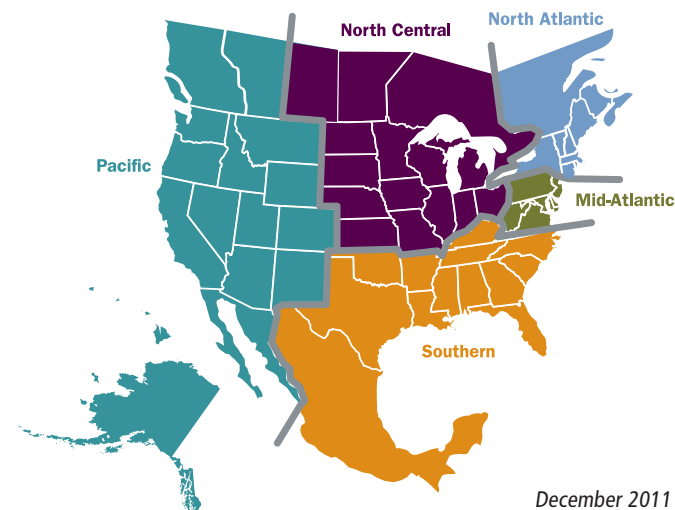 North Atlantic
North Central
Pacific
Mid-Atlantic
Southern
December 2011